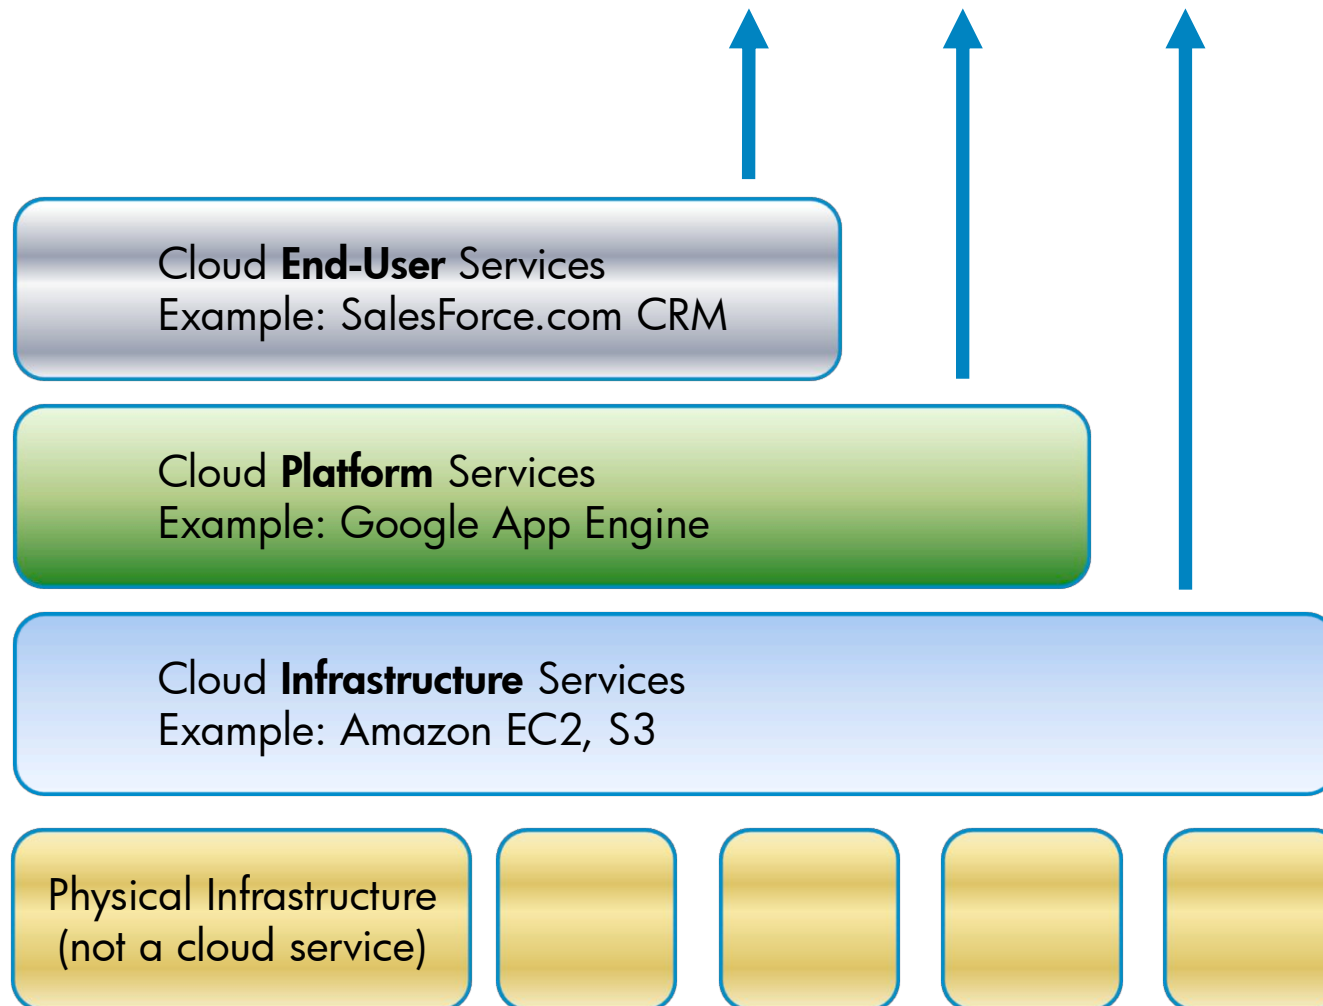 Cloud End-User Services
Example: SalesForce.com CRM
Cloud Platform Services
Example: Google App Engine
Cloud Infrastructure Services
Example: Amazon EC2, S3
Physical Infrastructure
(not a cloud service)